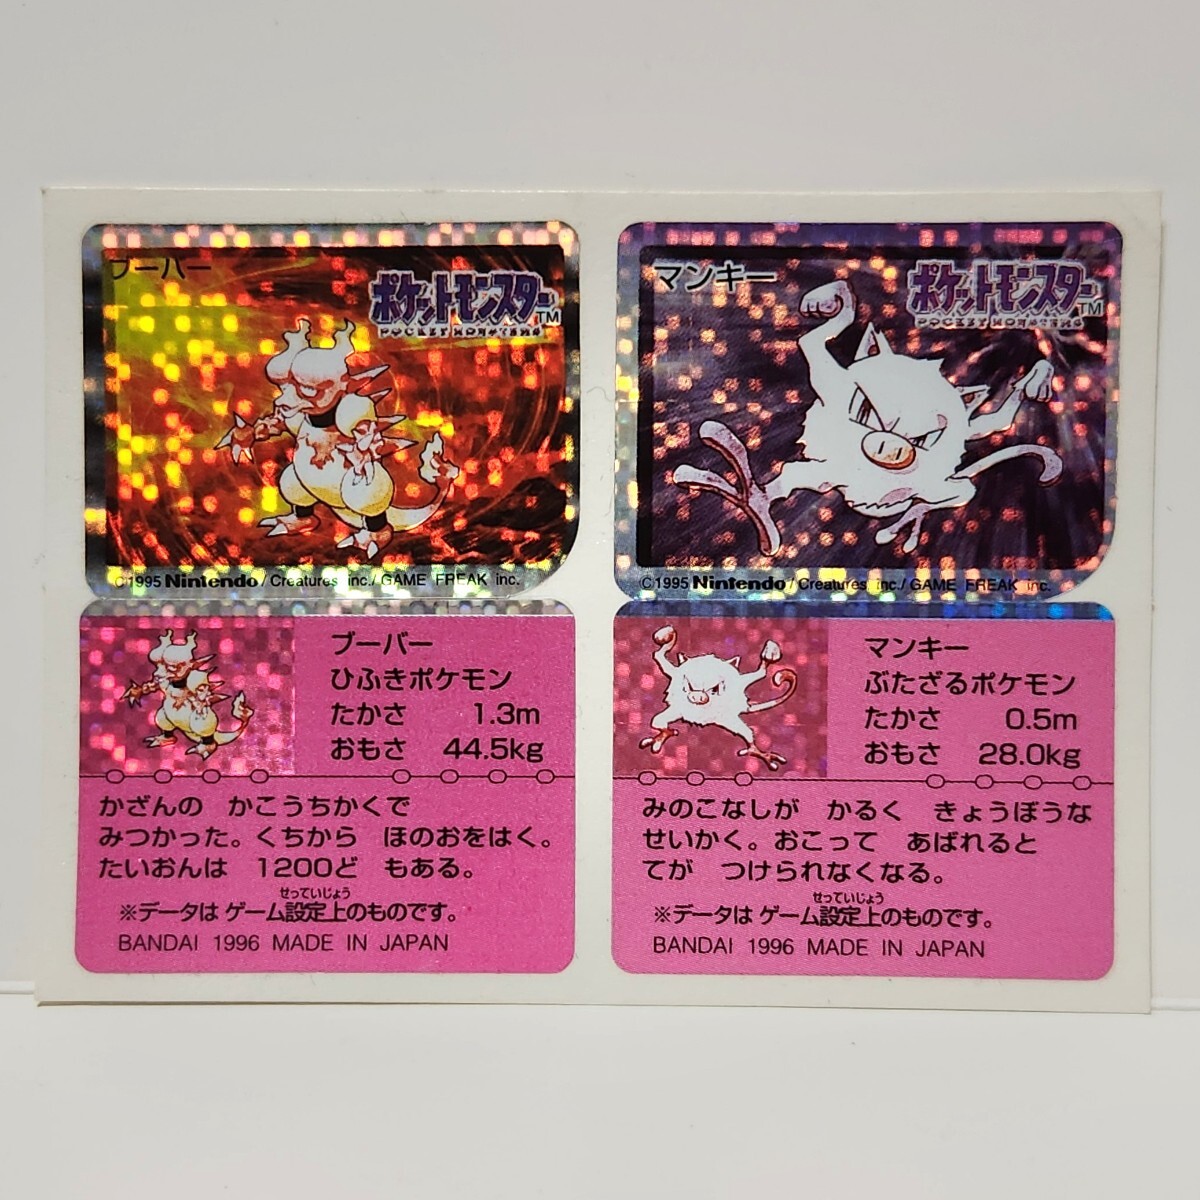 ブーバー
ポケットモンスター TM
POCKET MONSTERS
©1995 Nintendo/Creatures inc./GAME FREAK inc.
ブーバー
ひふきポケモン
たかさ 1.3m
おもさ 44.5kg
かざんの かこうちかくで
みつかった。くちから ほのおをはく。
たいおんは 1200ど もある。
せっていじょう
※データは ゲーム設定上のものです。
BANDAI 1996 MADE IN JAPAN
マンキー
ポケットモンスター TM
POCKET MONSTERS
©1995 Nintendo/Creatures inc./GAME FREAK inc.
マンキー
ぶたざるポケモン
たかさ 0.5m
おもさ 28.0kg
みのこなしが かるく きょうぼうな
せいかく。おこって あばれると
てが つけられなくなる。
せっていじょう
※データは ゲーム設定上のものです。
BANDAI 1996 MADE IN JAPAN